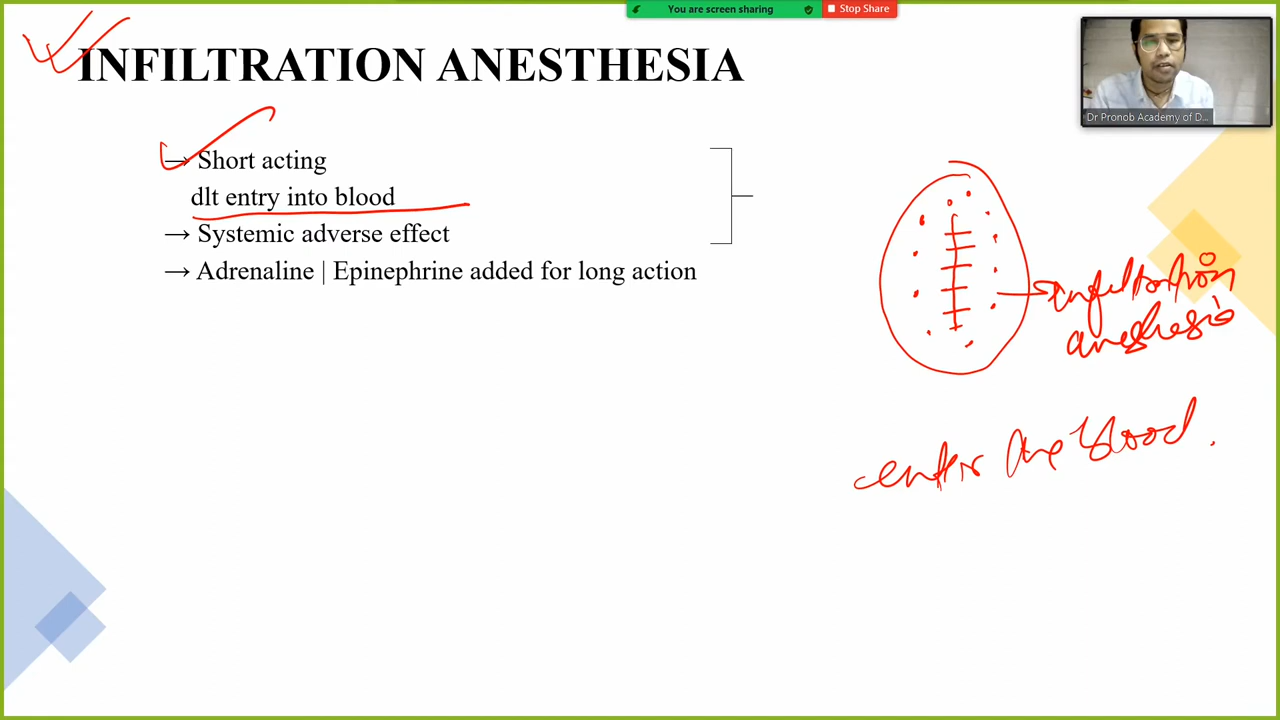 You are screen sharing
Stop Share
INFILTRATION ANESTHESIA
Dr Pronob Academy of D...
→ Short acting
dlt entry into blood
→ Systemic adverse effect
→ Adrenaline | Epinephrine added for long action
infiltration
anesthesia
enter the blood.